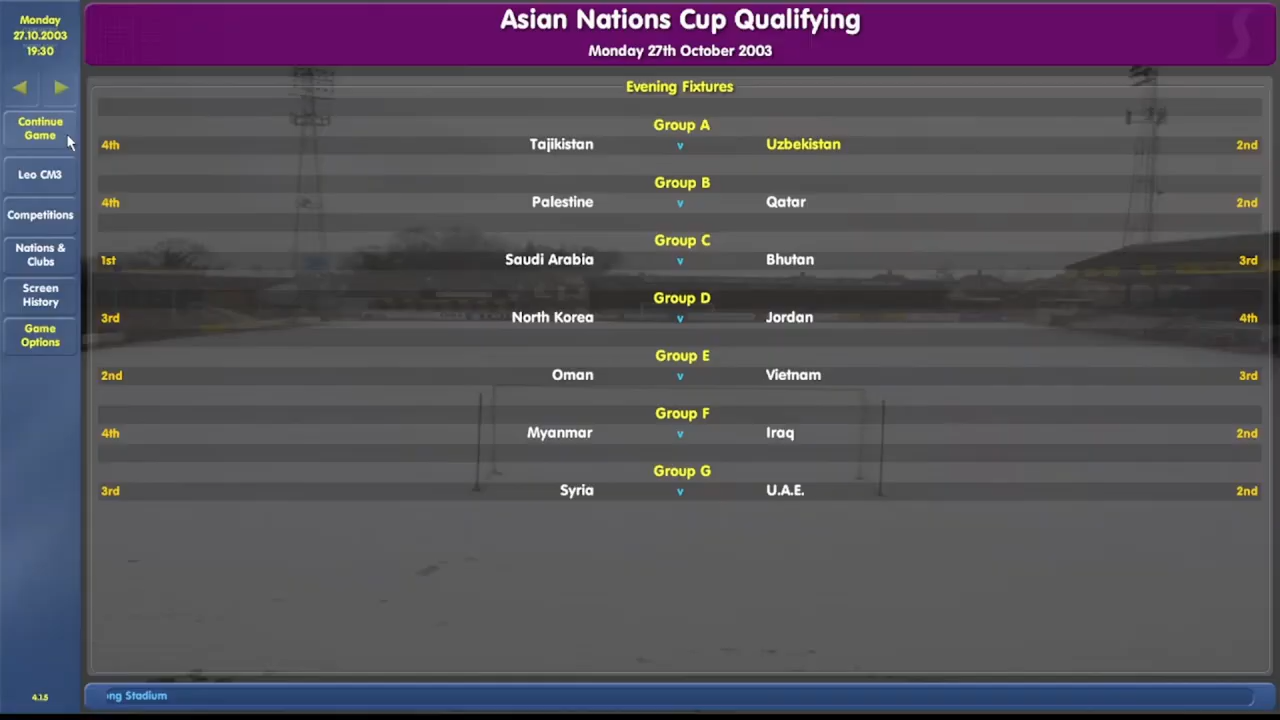 Monday
27.10.2003
19:30
Asian Nations Cup Qualifying
Monday 27th October 2003
Continue
Game
Leo CM3
Competitions
Nations &
Clubs
Screen
History
Game
Options
4.1.5
Evening Fixtures
Group A
4th Tajikistan v Uzbekistan 2nd
Group B
4th Palestine v Qatar 2nd
Group C
1st Saudi Arabia v Bhutan 3rd
Group D
3rd North Korea v Jordan 4th
Group E
2nd Oman v Vietnam 3rd
Group F
4th Myanmar v Iraq 2nd
Group G
3rd Syria v U.A.E. 2nd
Stadium